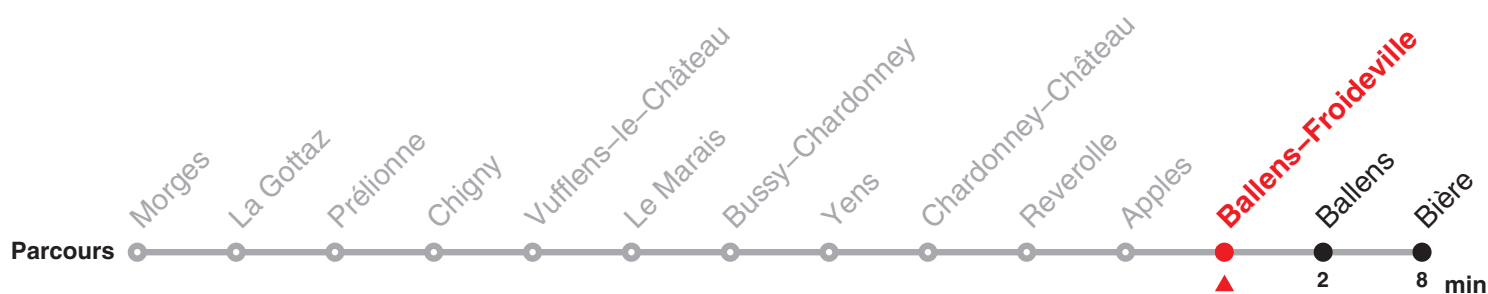 Morges
La Gottaz
Prélionne
Chigny
Vufflens–le–Château
Le Marais
Bussy–Chardonney
Yens
Chardonney–Château
Reverolle
Apples
Ballens–Froideville
Ballens
Bière
Parcours
2
8
min